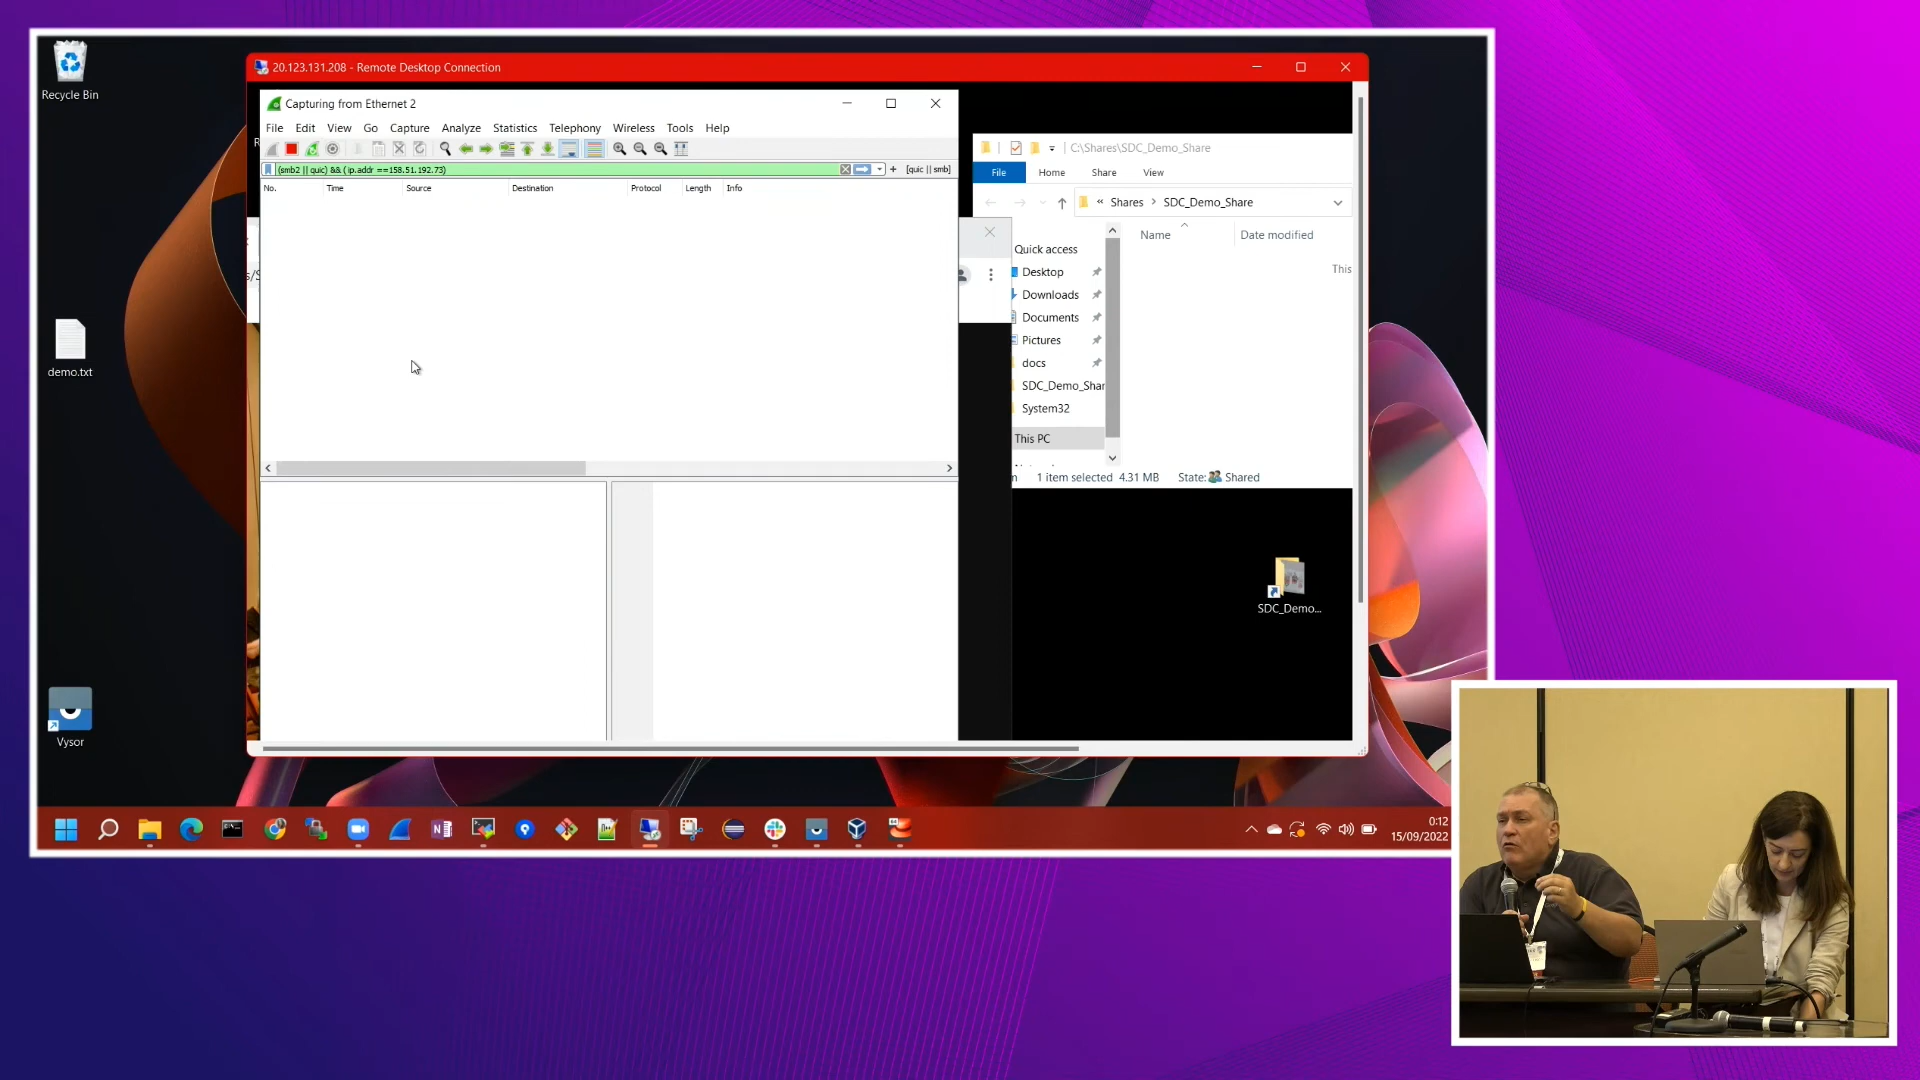 Recycle Bin
20.123.131.208 - Remote Desktop Connection
Capturing from Ethernet 2
File Edit View Go Capture Analyze Statistics Telephony Wireless Tools Help
(smb2 || quic) && ( ip.addr ==158.51.192.73)
+ [quic || smb]
No. Time Source Destination Protocol Length Info
C:\Shares\SDC_Demo_Share
File Home Share View
« Shares > SDC_Demo_Share
Name Date modified
This
Quick access
Desktop
Downloads
Documents
Pictures
docs
SDC_Demo_Shar
System32
This PC
1 item selected 4.31 MB State: Shared
SDC_Demo...
demo.txt
Vysor
0:12
15/09/2022